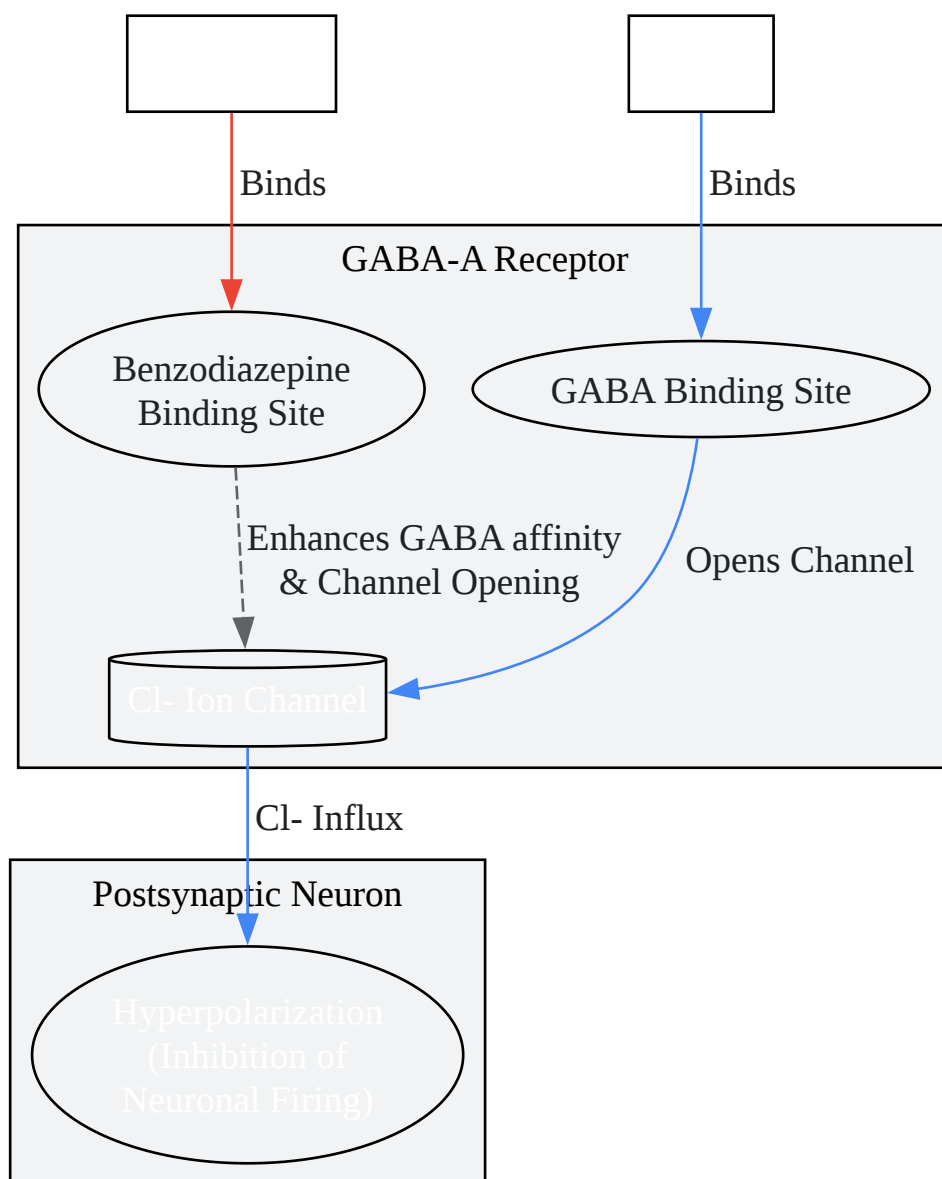 Binds
Binds
GABA-A Receptor
Benzodiazepine
Binding Site
GABA Binding Site
Enhances GABA affinity
& Channel Opening
Opens Channel
Cl- Ion Channel
Cl- Influx
Postsynaptic Neuron
Hyperpolarization
(Inhibition of
Neuronal Firing)